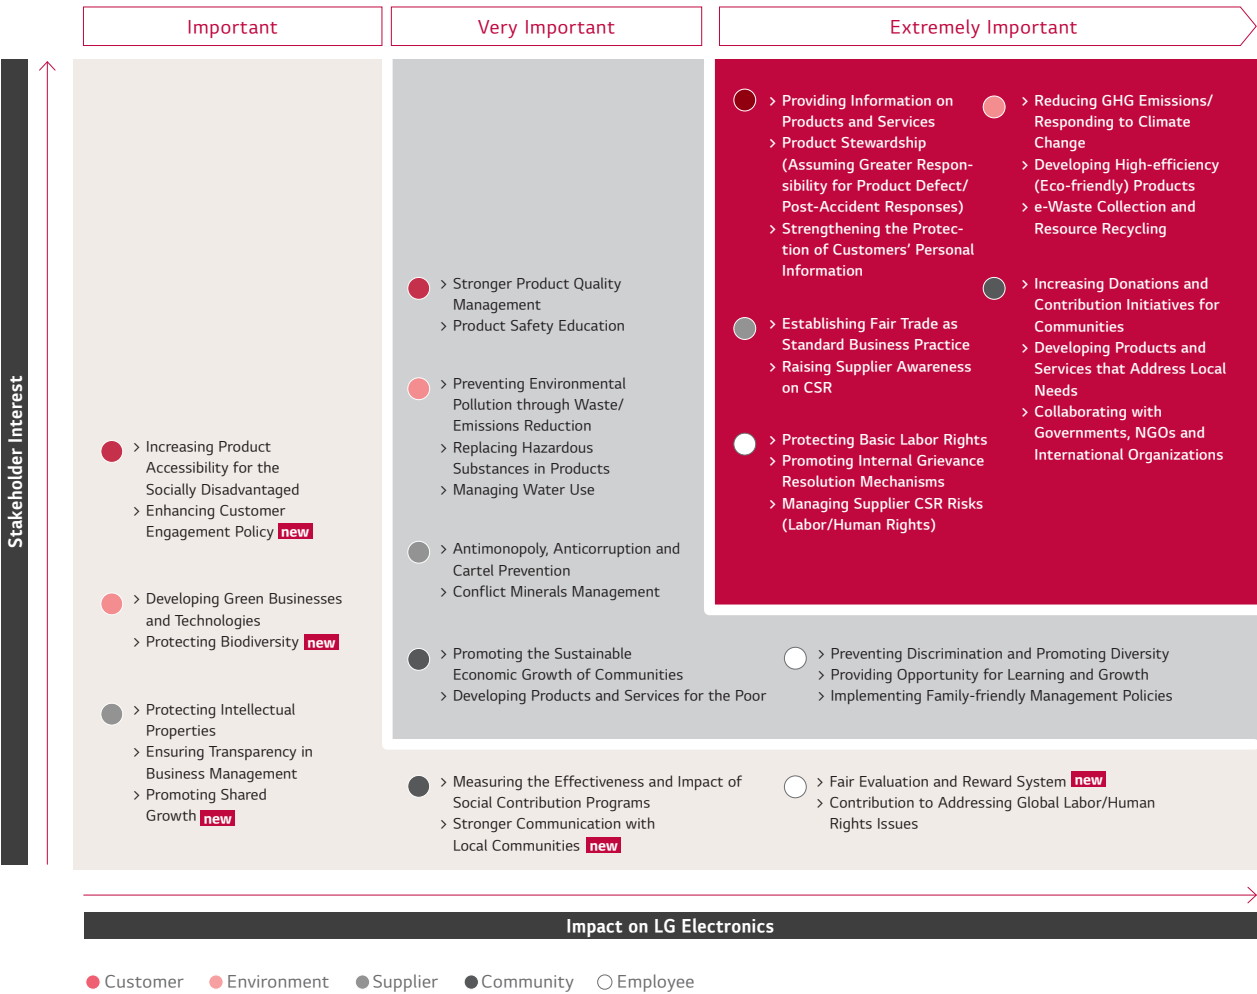 Important
Very Important
Extremely Important
Stakeholder Interest
> Increasing Product
Accessibility for the
Socially Disadvantaged
> Enhancing Customer
Engagement Policy new
> Developing Green Businesses
and Technologies
> Protecting Biodiversity new
> Protecting Intellectual
Properties
> Ensuring Transparency in
Business Management
> Promoting Shared
Growth new
> Stronger Product Quality
Management
> Product Safety Education
> Preventing Environmental
Pollution through Waste/
Emissions Reduction
> Replacing Hazardous
Substances in Products
> Managing Water Use
> Antimonopoly, Anticorruption and
Cartel Prevention
> Conflict Minerals Management
> Promoting the Sustainable
Economic Growth of Communities
> Developing Products and Services for the Poor
> Preventing Discrimination and Promoting Diversity
> Providing Opportunity for Learning and Growth
> Implementing Family-friendly Management Policies
> Measuring the Effectiveness and Impact of
Social Contribution Programs
> Stronger Communication with
Local Communities new
> Fair Evaluation and Reward System new
> Contribution to Addressing Global Labor/Human
Rights Issues
> Providing Information on
Products and Services
> Product Stewardship
(Assuming Greater Respon-
sibility for Product Defect/
Post-Accident Responses)
> Strengthening the Protec-
tion of Customers' Personal
Information
> Establishing Fair Trade as
Standard Business Practice
> Raising Supplier Awareness
on CSR
> Protecting Basic Labor Rights
> Promoting Internal Grievance
Resolution Mechanisms
> Managing Supplier CSR Risks
(Labor/Human Rights)
> Reducing GHG Emissions/
Responding to Climate
Change
> Developing High-efficiency
(Eco-friendly) Products
> e-Waste Collection and
Resource Recycling
> Increasing Donations and
Contribution Initiatives for
Communities
> Developing Products and
Services that Address Local
Needs
> Collaborating with
Governments, NGOs and
International Organizations
Impact on LG Electronics
Customer
Environment
Supplier
Community
Employee